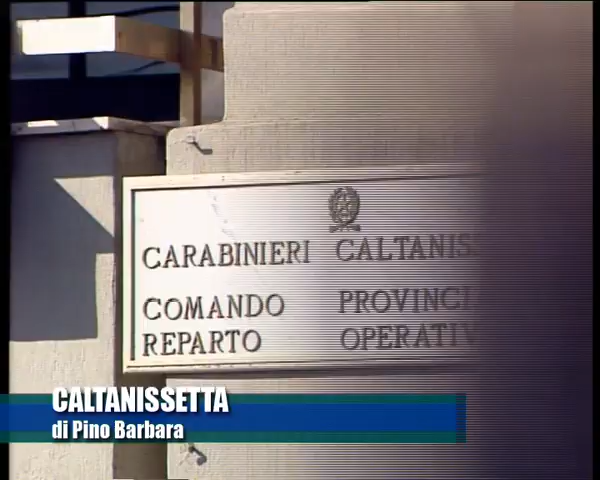 CARABINIERI CALTANISS
COMANDO PROVINCI
REPARTO OPERATIV
CALTANISSETTA
di Pino Barbara